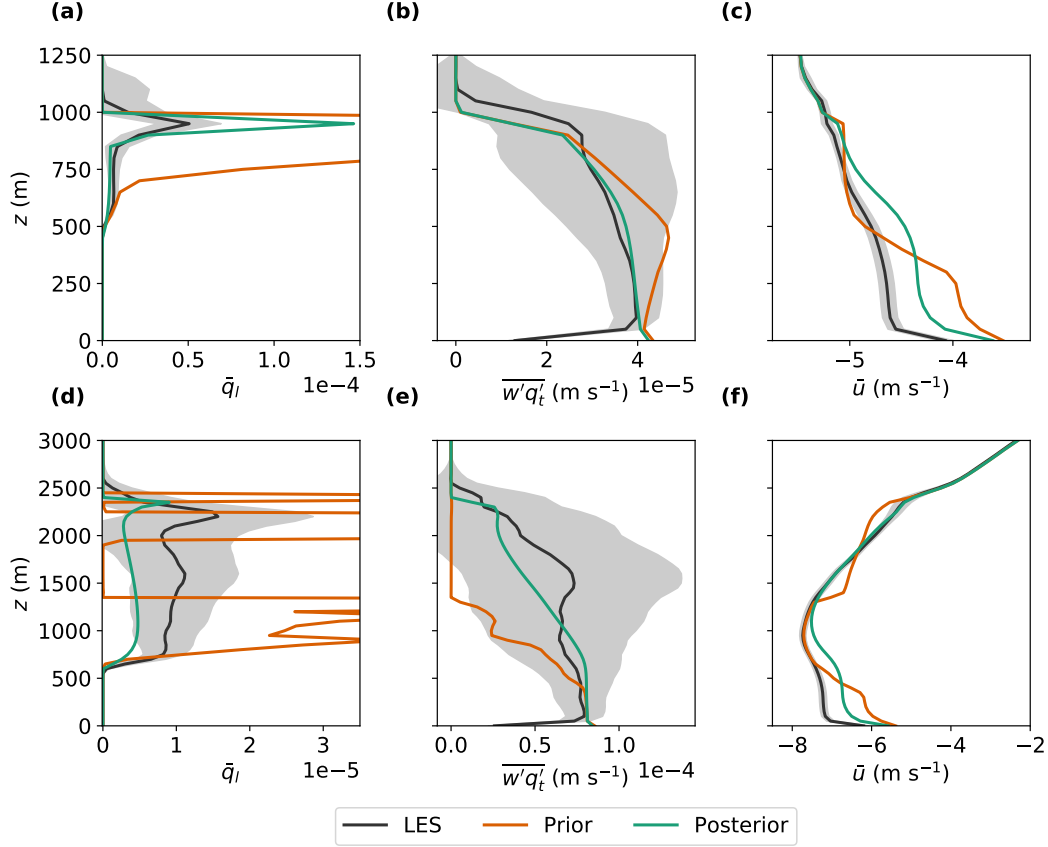 (a) (b) (c)
1250
1000
750
500
250
0
z (m)
0.0 0.5 1.0 1.5
q̄_l 1e−4
0 2 4
w′q′_t (m s⁻¹) 1e−5
−5 −4
ū (m s⁻¹)
(d) (e) (f)
3000
2500
2000
1500
1000
500
0
z (m)
0 1 2 3
q̄_l 1e−5
0.0 0.5 1.0
w′q′_t (m s⁻¹) 1e−4
−8 −6 −4 −2
ū (m s⁻¹)
LES Prior Posterior